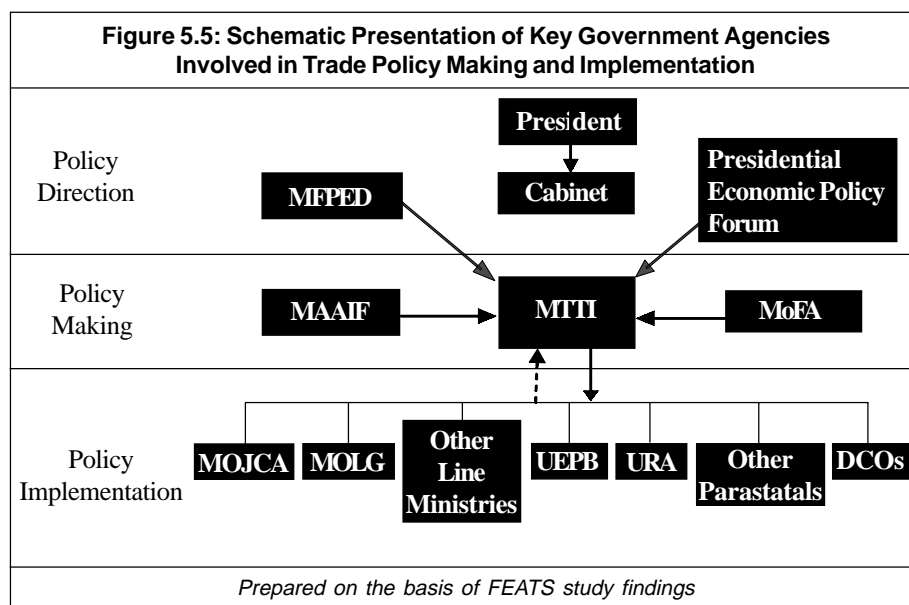 Figure 5.5: Schematic Presentation of Key Government Agencies
Involved in Trade Policy Making and Implementation
Policy
Direction
President
Cabinet
MFPED
Presidential
Economic Policy
Forum
Policy
Making
MAAIF
MTTI
MoFA
Policy
Implementation
MOJCA
MOLG
Other
Line
Ministries
UEPB
URA
Other
Parastatals
DCOs
Prepared on the basis of FEATS study findings